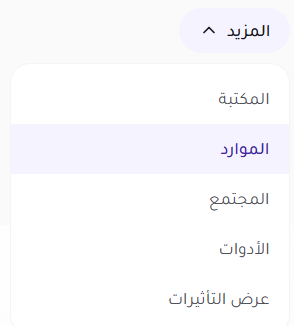 المزيد
المكتبة
الموارد
المجتمع
الأدوات
عرض التأثيرات